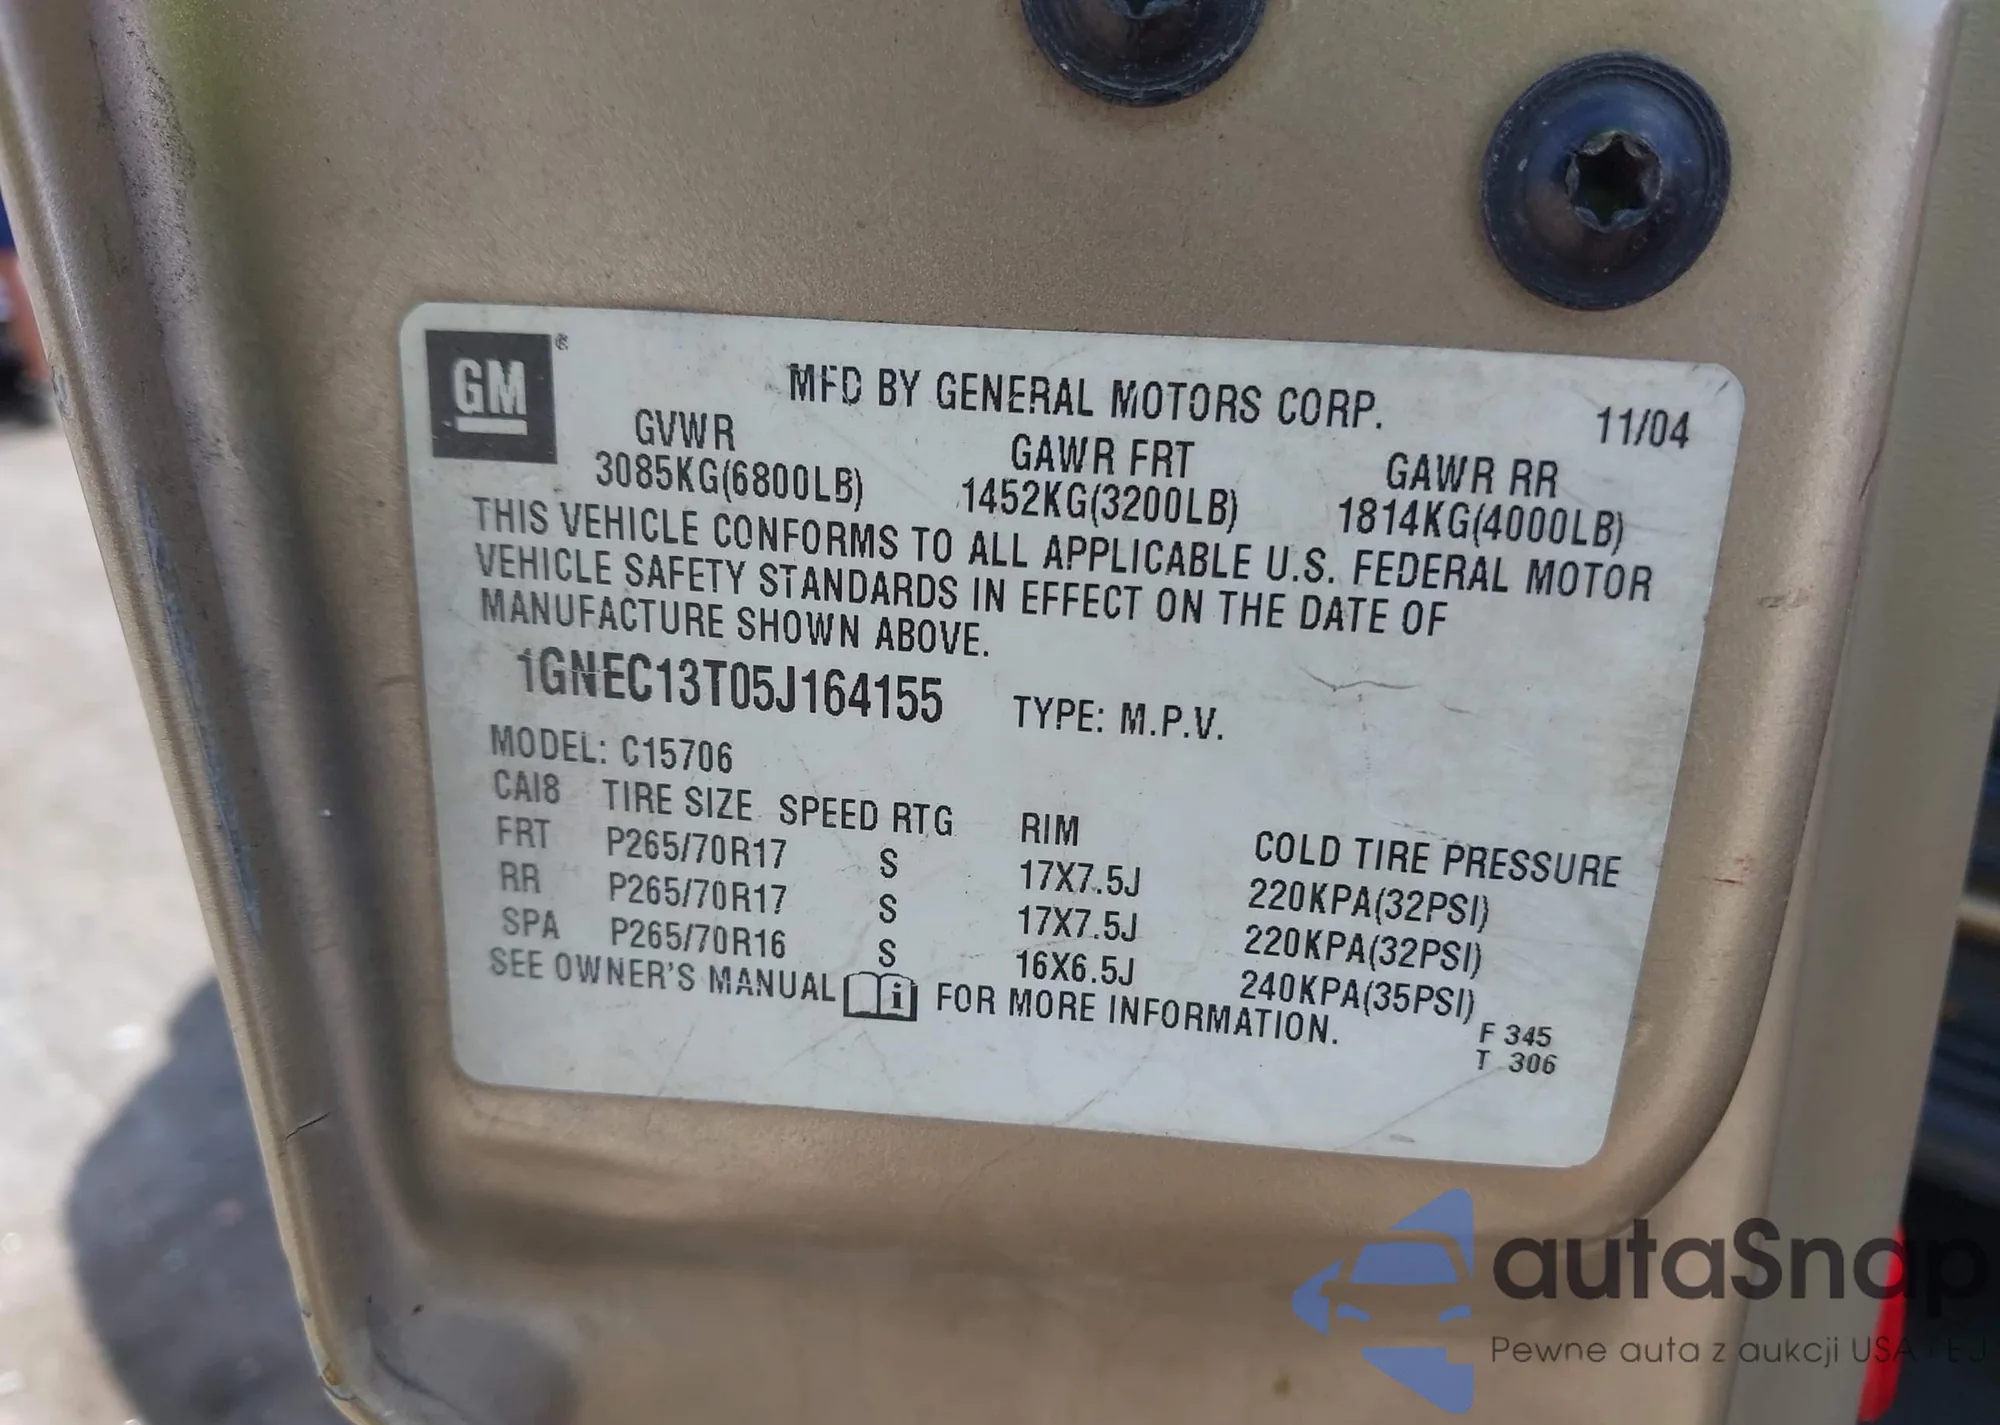 GM®
MFD BY GENERAL MOTORS CORP.
11/04
GVWR GAWR FRT GAWR RR
3085KG(6800LB) 1452KG(3200LB) 1814KG(4000LB)
THIS VEHICLE CONFORMS TO ALL APPLICABLE U.S. FEDERAL MOTOR
VEHICLE SAFETY STANDARDS IN EFFECT ON THE DATE OF
MANUFACTURE SHOWN ABOVE.
1GNEC13T05J164155 TYPE: M.P.V.
MODEL: C15706
CAI8 TIRE SIZE SPEED RTG RIM COLD TIRE PRESSURE
FRT P265/70R17 S 17X7.5J 220KPA(32PSI)
RR P265/70R17 S 17X7.5J 220KPA(32PSI)
SPA P265/70R16 S 16X6.5J 240KPA(35PSI)
SEE OWNER'S MANUAL i FOR MORE INFORMATION.
F 345
T 306
autaSnap
Pewne auta z aukcji USA